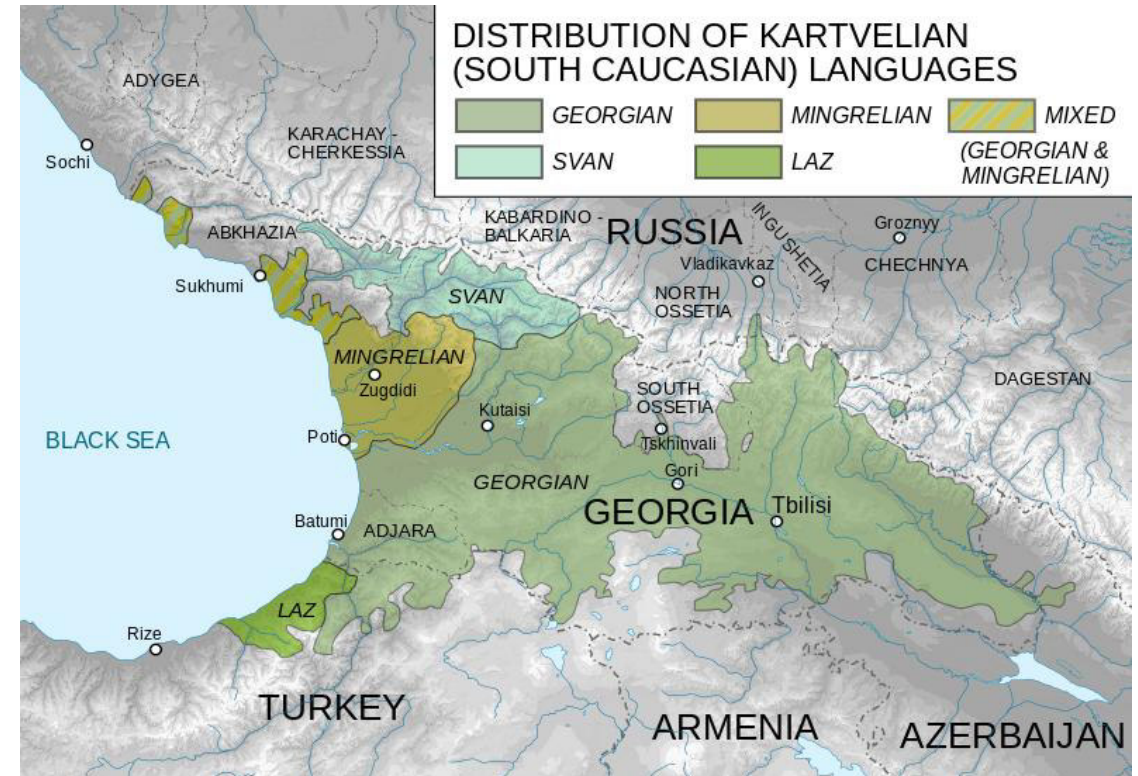 DISTRIBUTION OF KARTVELIAN
(SOUTH CAUCASIAN) LANGUAGES
GEORGIAN
MINGRELIAN
MIXED
SVAN
LAZ
(GEORGIAN &
MINGRELIAN)
ADYGEA
KARACHAY -
CHERKESSIA
Sochi
KABARDINO -
BALKARIA
RUSSIA
INGUSHETIA
Groznyy
ABKHAZIA
Vladikavkaz
CHECHNYA
Sukhumi
SVAN
NORTH
OSSETIA
MINGRELIAN
Zugdidi
SOUTH
OSSETIA
DAGESTAN
Kutaisi
Poti
Tskhinvali
BLACK SEA
Gori
GEORGIAN
GEORGIA
Tbilisi
Batumi
ADJARA
LAZ
Rize
TURKEY
ARMENIA
AZERBAIJAN